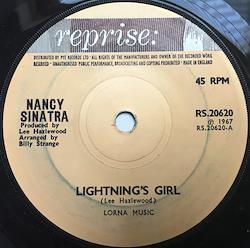 reprise:
DISTRIBUTED BY PYE RECORDS LTD
ALL RIGHTS OF THE MANUFACTURERS AND OWNER OF THE RECORDED WORK
RESERVED • UNAUTHORISED PUBLIC PERFORMANCE, BROADCASTING AND COPYING PROHIBITED • MADE IN ENGLAND
45 RPM
NANCY
SINATRA
Produced by
Lee Hazlewood
Arranged by
Billy Strange
RS.20620
℗ 1967
RS.20620-A
LIGHTNING'S GIRL
(Lee Hazlewood)
LORNA MUSIC